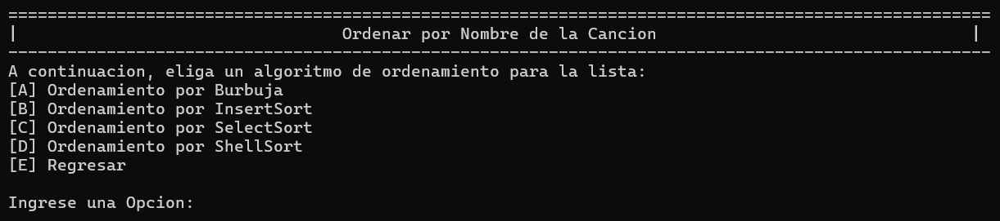 ====================================================================================================
|                                 Ordenar por Nombre de la Cancion                                |
----------------------------------------------------------------------------------------------------
A continuacion, eliga un algoritmo de ordenamiento para la lista:
[A] Ordenamiento por Burbuja
[B] Ordenamiento por InsertSort
[C] Ordenamiento por SelectSort
[D] Ordenamiento por ShellSort
[E] Regresar
Ingrese una Opcion: